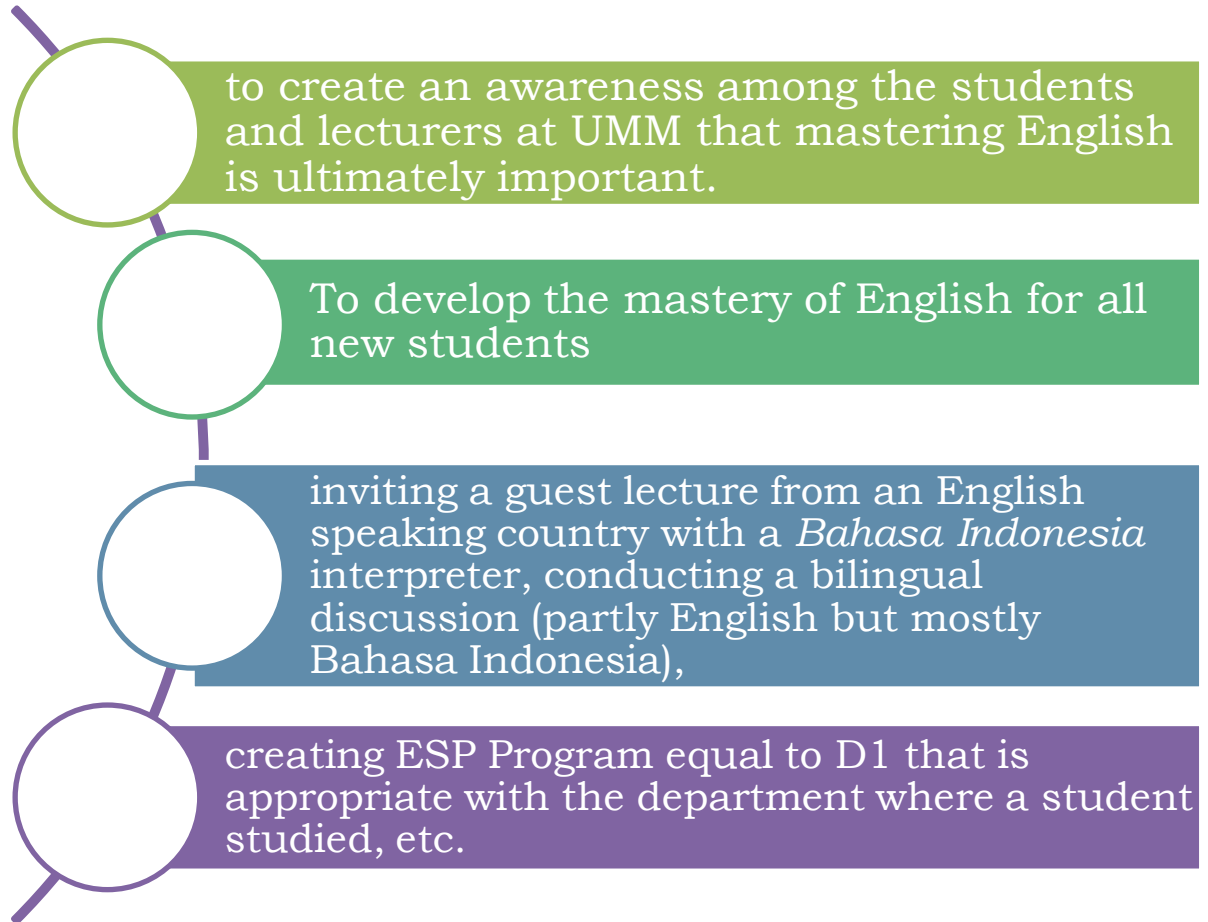 to create an awareness among the students
and lecturers at UMM that mastering English
is ultimately important.
To develop the mastery of English for all
new students
inviting a guest lecture from an English
speaking country with a Bahasa Indonesia
interpreter, conducting a bilingual
discussion (partly English but mostly
Bahasa Indonesia),
creating ESP Program equal to D1 that is
appropriate with the department where a student
studied, etc.